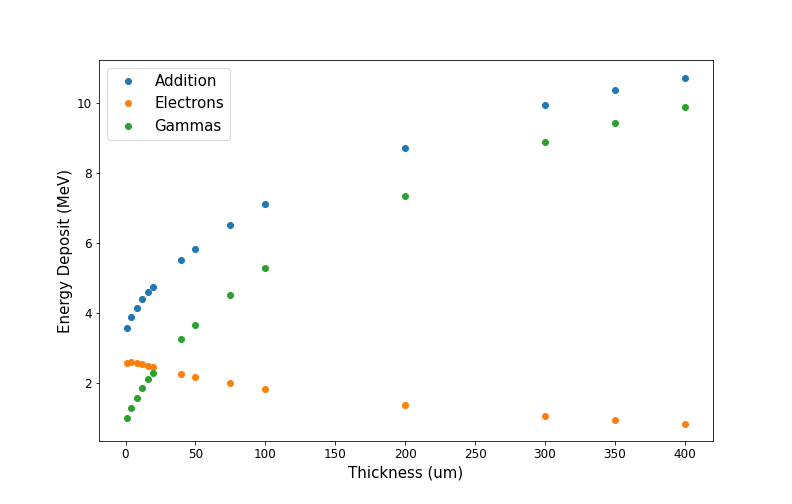 Addition
Electrons
Gammas
10
8
6
4
2
Energy Deposit (MeV)
0 50 100 150 200 250 300 350 400
Thickness (um)